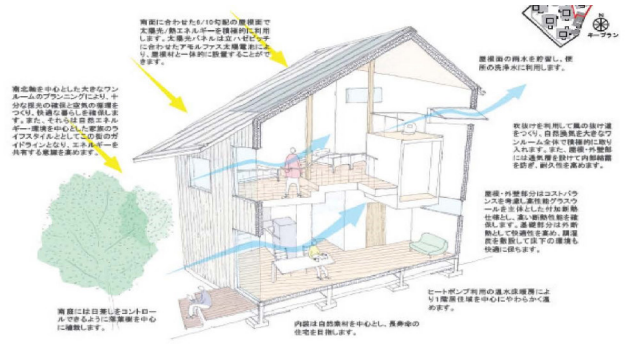 キープラン
南面に合わせた6/10勾配の屋根面で
太陽光/熱エネルギーを積極的に利用
します。太陽光パネルは立ハゼピッチ
に合わせたアモルファス太陽電池によ
り、屋根材と一体的に設置することがで
きます。
屋根面の雨水を貯留し、便
所の洗浄水に利用します。
南北軸を中心とした大きなワン
ルームのプランニングにより、十
分な採光の確保と空気の循環を
つくり、快適な暮らしを確保しま
す。また、それらは自然エネル
ギー・環境を中心とした家族のラ
イフスタイルとしてこの街のガ
イドラインとなり、エネルギーを
共有する意識を高めます。
吹抜けを利用して風の抜け道
をつくり、自然換気を大きなワ
ンルーム全体で積極的に取り
入れます。また、屋根・外壁部
には通気層を設けて内部結露
を防ぎ、耐久性を高めます。
屋根・外壁部分はコストバラ
ンスを考慮し高性能グラスウ
ールを主体とした付加断熱
仕様とし、高い断熱性能を確
保します。基礎部分は外断
熱として快適性を高め、調湿
炭を敷設して床下の環境も
快適に保ちます。
ヒートポンプ利用の温水床暖房によ
り1階居住域を中心にやわらかく温
めます。
南庭には日差しをコントロー
ルできるように落葉樹を中心
に植栽します。
内装は自然素材を中心とし、長寿命の
住宅を目指します。